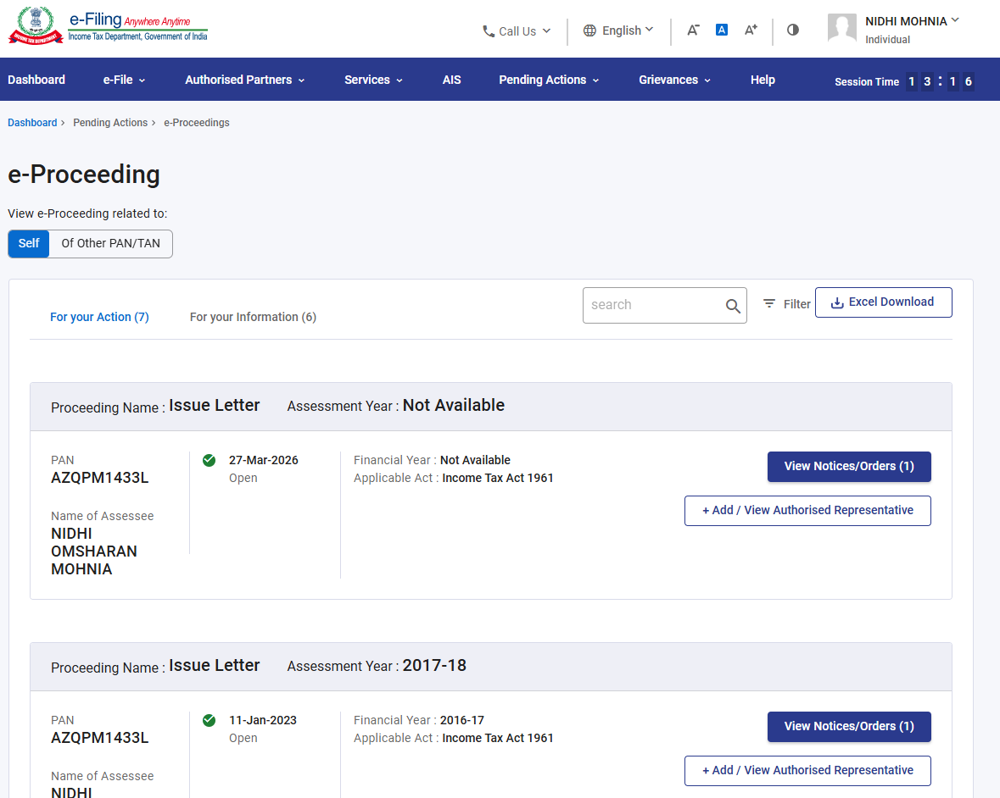 e-Filing Anywhere Anytime
Income Tax Department, Government of India
INCOME TAX DEPARTMENT
Call Us
English
A-
A
A+
NIDHI MOHNIA
Individual
Dashboard
e-File
Authorised Partners
Services
AIS
Pending Actions
Grievances
Help
Session Time 1 3 : 1 6
Dashboard > Pending Actions > e-Proceedings
e-Proceeding
View e-Proceeding related to:
Self
Of Other PAN/TAN
For your Action (7)
For your Information (6)
search
Filter
Excel Download
Proceeding Name : Issue Letter
Assessment Year : Not Available
PAN
AZQPM1433L
Name of Assessee
NIDHI
OMSHARAN
MOHNIA
27-Mar-2026
Open
Financial Year : Not Available
Applicable Act : Income Tax Act 1961
View Notices/Orders (1)
+ Add / View Authorised Representative
Proceeding Name : Issue Letter
Assessment Year : 2017-18
PAN
AZQPM1433L
Name of Assessee
NIDHI
11-Jan-2023
Open
Financial Year : 2016-17
Applicable Act : Income Tax Act 1961
View Notices/Orders (1)
+ Add / View Authorised Representative